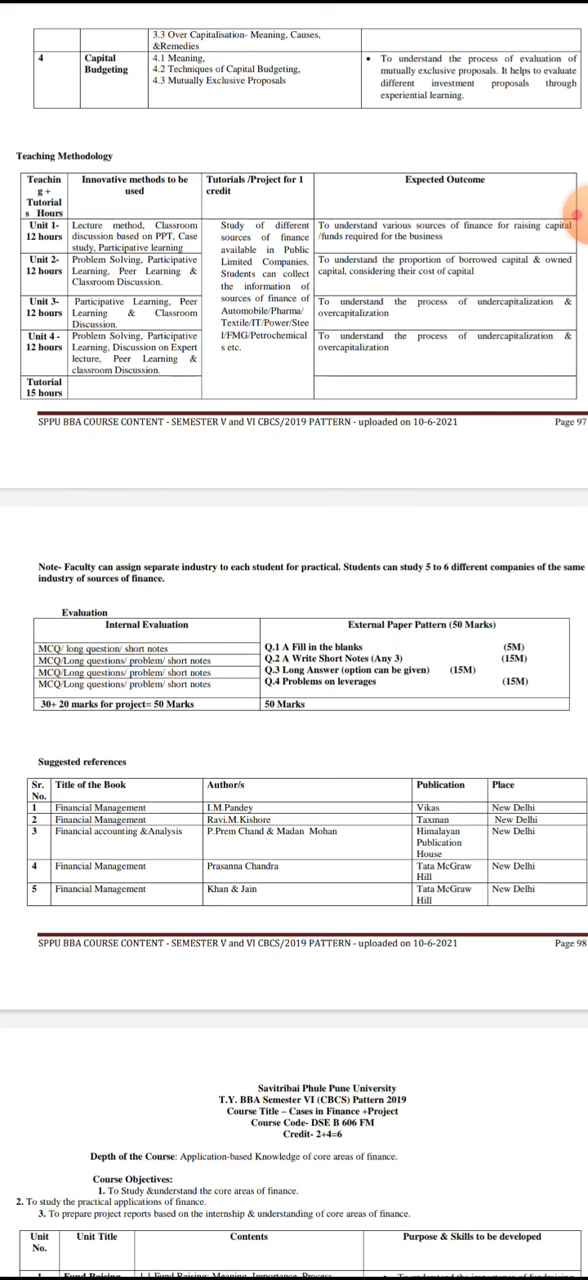 3.3 Over Capitalisation- Meaning, Causes,
&Remedies
4 Capital Budgeting 4.1 Meaning, • To understand the process of evaluation of
4.2 Techniques of Capital Budgeting, mutually exclusive proposals. It helps to evaluate
4.3 Mutually Exclusive Proposals different investment proposals through
experiential learning.
Teaching Methodology
Teachin g + Tutorial s Hours Innovative methods to be used Tutorials /Project for 1 credit Expected Outcome
Unit 1- Lecture method, Classroom
12 hours discussion based on PPT, Case
study, Participative learning
Study of different
sources of finance
available in Public
Limited Companies.
Students can collect
the information of
sources of finance of
Automobile/Pharma/
Textile/IT/Power/Stee
l/FMG/Petrochemical
s etc.
To understand various sources of finance for raising capital
/funds required for the business
Unit 2- Problem Solving, Participative
12 hours Learning, Peer Learning &
Classroom Discussion.
To understand the proportion of borrowed capital & owned
capital, considering their cost of capital
Unit 3- Participative Learning, Peer
12 hours Learning & Classroom
Discussion.
To understand the process of undercapitalization &
overcapitalization
Unit 4 - Problem Solving, Participative
12 hours Learning, Discussion on Expert
lecture, Peer Learning &
classroom Discussion.
To understand the process of undercapitalization &
overcapitalization
Tutorial
15 hours
SPPU BBA COURSE CONTENT - SEMESTER V and VI CBCS/2019 PATTERN - uploaded on 10-6-2021 Page 97
Note- Faculty can assign separate industry to each student for practical. Students can study 5 to 6 different companies of the same
industry of sources of finance.
Evaluation
Internal Evaluation External Paper Pattern (50 Marks)
MCQ/ long question/ short notes Q.1 A Fill in the blanks (5M)
MCQ/Long questions/ problem/ short notes Q.2 A Write Short Notes (Any 3) (15M)
MCQ/Long questions/ problem/ short notes Q.3 Long Answer (option can be given) (15M)
MCQ/Long questions/ problem/ short notes Q.4 Problems on leverages (15M)
30+ 20 marks for project= 50 Marks 50 Marks
Suggested references
Sr. No. Title of the Book Author/s Publication Place
1 Financial Management I.M.Pandey Vikas New Delhi
2 Financial Management Ravi.M.Kishore Taxman New Delhi
3 Financial accounting &Analysis P.Prem Chand & Madan Mohan Himalayan Publication House New Delhi
4 Financial Management Prasanna Chandra Tata McGraw Hill New Delhi
5 Financial Management Khan & Jain Tata McGraw Hill New Delhi
SPPU BBA COURSE CONTENT - SEMESTER V and VI CBCS/2019 PATTERN - uploaded on 10-6-2021 Page 98
Savitribai Phule Pune University
T.Y. BBA Semester VI (CBCS) Pattern 2019
Course Title – Cases in Finance +Project
Course Code- DSE B 606 FM
Credit- 2+4=6
Depth of the Course: Application-based Knowledge of core areas of finance.
Course Objectives:
1. To Study &understand the core areas of finance.
2. To study the practical applications of finance.
3. To prepare project reports based on the internship & understanding of core areas of finance.
Unit No. Unit Title Contents Purpose & Skills to be developed
1 Fund Raising 1.1 Fund Raising: Meaning, Importance, Process